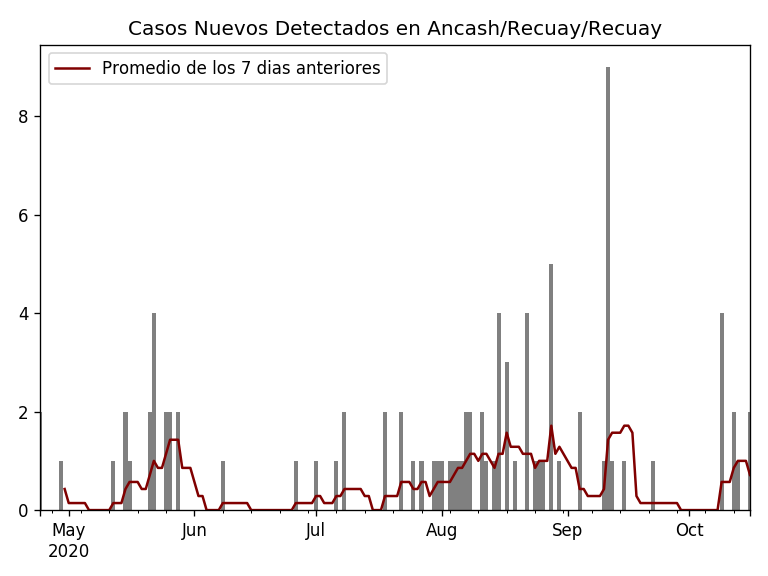 Casos Nuevos Detectados en Ancash/Recuay/Recuay
Promedio de los 7 dias anteriores
8
6
4
2
0
May Jun Jul Aug Sep Oct
2020